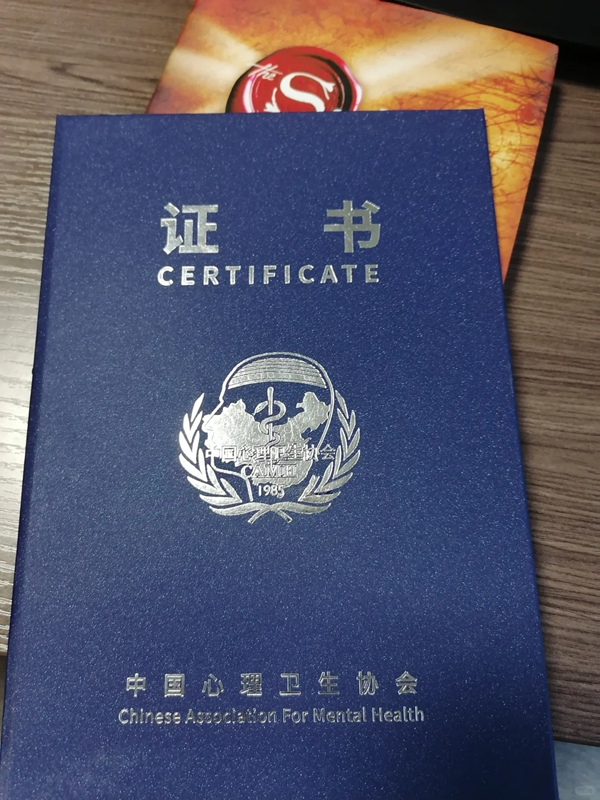 The
S
证书
CERTIFICATE
中国心理卫生协会
CAMH
1985
中国心理卫生协会
Chinese Association For Mental Health